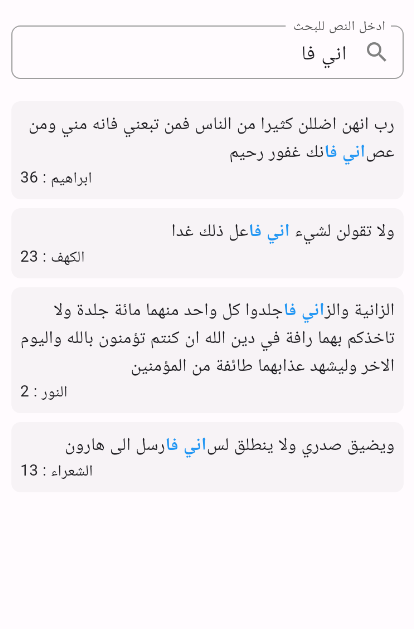 ادخل النص للبحث
اني فا
رب انهن اضللن كثيرا من الناس فمن تبعني فانه مني ومن
عصاني فانك غفور رحيم
ابراهيم : 36
ولا تقولن لشيء اني فاعل ذلك غدا
الكهف : 23
الزانية والزاني فاجلدوا كل واحد منهما مائة جلدة ولا
تاخذكم بهما رافة في دين الله ان كنتم تؤمنون بالله واليوم
الاخر وليشهد عذابهما طائفة من المؤمنين
النور : 2
ويضيق صدري ولا ينطلق لساني فارسل الى هارون
الشعراء : 13